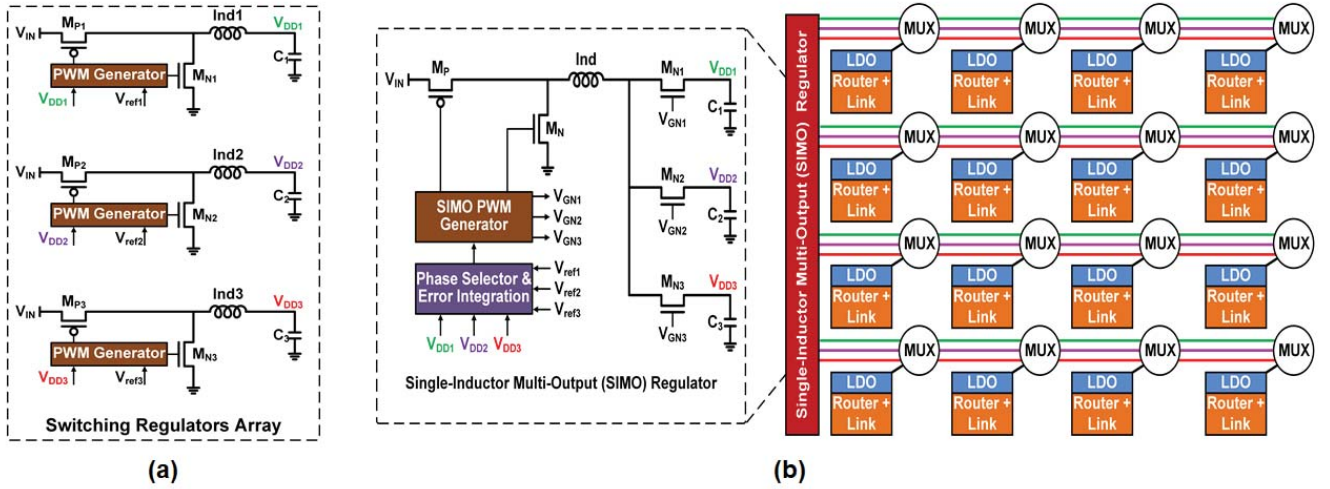 Ind1
M_P1
V_DD1
V_IN
C_1
PWM Generator
M_N1
V_DD1
V_ref1
Ind2
M_P2
V_DD2
V_IN
C_2
PWM Generator
M_N2
V_DD2
V_ref2
Ind3
M_P3
V_DD3
V_IN
C_3
PWM Generator
M_N3
V_DD3
V_ref3
Switching Regulators Array
(a)
Ind
M_P
M_N1
V_DD1
V_IN
C_1
V_GN1
M_N
M_N2
V_DD2
C_2
V_GN2
SIMO PWM
Generator
V_GN1
V_GN2
V_GN3
Phase Selector &
Error Integration
V_ref1
V_ref2
V_ref3
M_N3
V_DD3
C_3
V_GN3
V_DD1
V_DD2
V_DD3
Single-Inductor Multi-Output (SIMO) Regulator
Single-Inductor Multi-Output (SIMO) Regulator
MUX MUX MUX MUX
LDO LDO LDO LDO
Router + Router + Router + Router +
Link Link Link Link
MUX MUX MUX MUX
LDO LDO LDO LDO
Router + Router + Router + Router +
Link Link Link Link
MUX MUX MUX MUX
LDO LDO LDO LDO
Router + Router + Router + Router +
Link Link Link Link
MUX MUX MUX MUX
LDO LDO LDO LDO
Router + Router + Router + Router +
Link Link Link Link
(b)